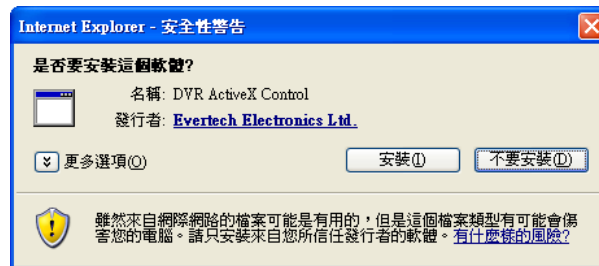 Internet Explorer - 安全性警告
是否要安裝這個軟體?
名稱: DVR ActiveX Control
發行者: Evertech Electronics Ltd.
更多選項(O)
安裝(I)
不要安裝(D)
雖然來自網際網路的檔案可能是有用的，但是這個檔案類型有可能會傷
害您的電腦。請只安裝來自您所信任發行者的軟體。有什麼樣的風險?